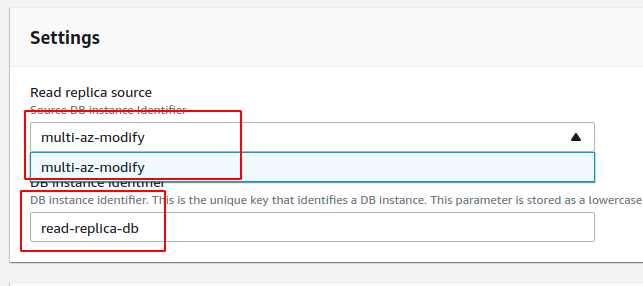 Settings
Read replica source
Source DB instance Identifier
multi-az-modify
multi-az-modify
DB instance identifier
DB instance identifier. This is the unique key that identifies a DB instance. This parameter is stored as a lowercase
read-replica-db